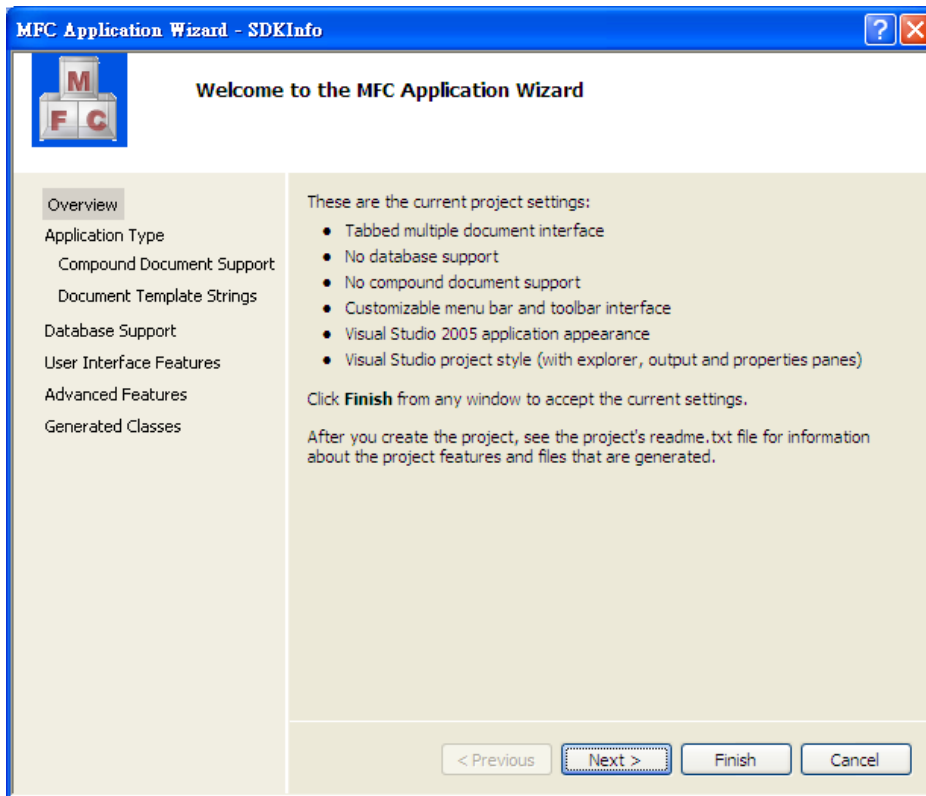 MFC Application Wizard - SDKInfo
?
M
F C
Welcome to the MFC Application Wizard
Overview
Application Type
Compound Document Support
Document Template Strings
Database Support
User Interface Features
Advanced Features
Generated Classes
These are the current project settings:
• Tabbed multiple document interface
• No database support
• No compound document support
• Customizable menu bar and toolbar interface
• Visual Studio 2005 application appearance
• Visual Studio project style (with explorer, output and properties panes)
Click Finish from any window to accept the current settings.
After you create the project, see the project's readme.txt file for information
about the project features and files that are generated.
< Previous
Next >
Finish
Cancel